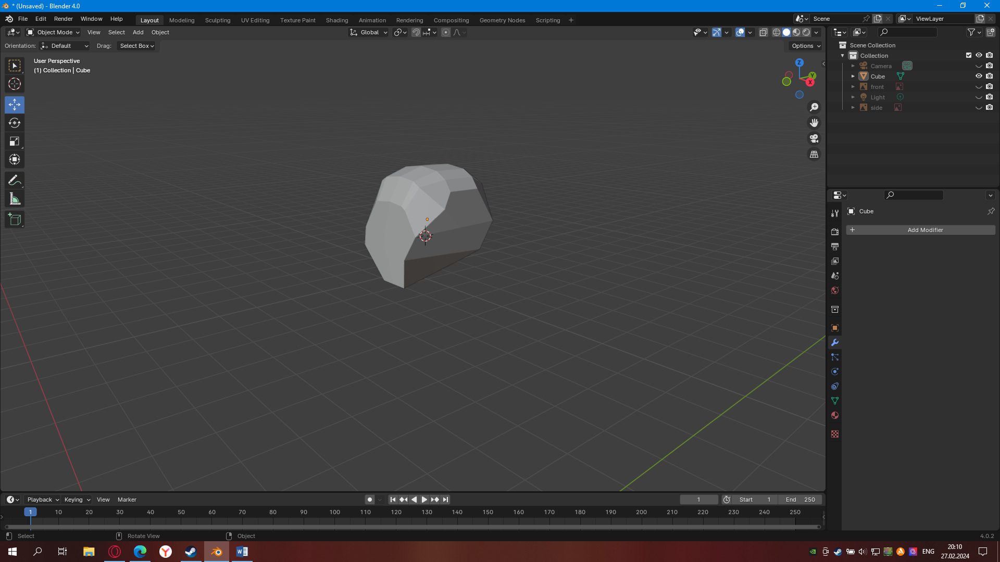 * (Unsaved) - Blender 4.0
File Edit Render Window Help
Layout Modeling Sculpting UV Editing Texture Paint Shading Animation Rendering Compositing Geometry Nodes Scripting +
Scene
ViewLayer
Object Mode View Select Add Object
Global
Orientation: Default Drag: Select Box
Options
User Perspective
(1) Collection | Cube
Z
Y
X
Scene Collection
Collection
Camera
Cube
front
Light
side
Cube
+ Add Modifier
Playback Keying View Marker
1
Start 1 End 250
1 10 20 30 40 50 60 70 80 90 100 110 120 130 140 150 160 170 180 190 200 210 220 230 240 250
Select Rotate View Object
4.0.2
ENG
20:10
27.02.2024